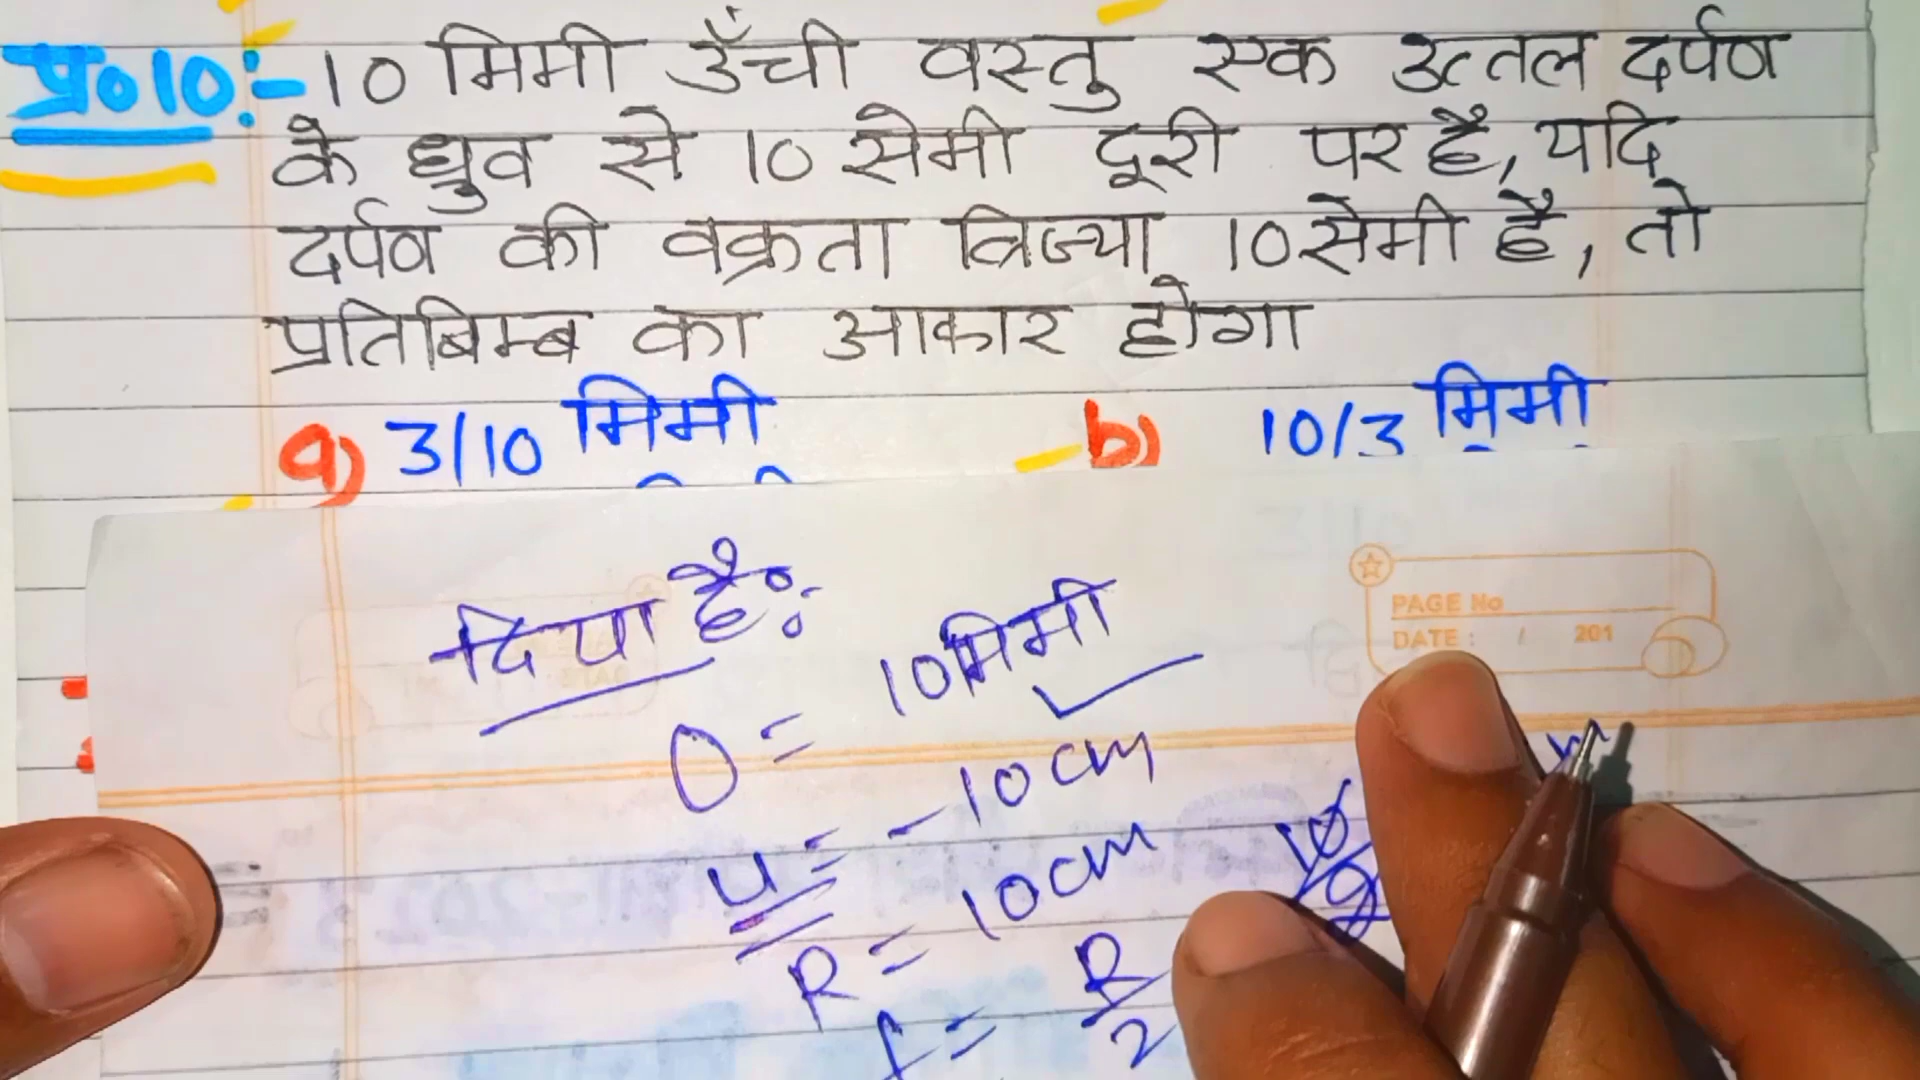 प्र०10:- 10 मिमी उँची वस्तु एक उत्तल दर्पण
के ध्रुव से 10 सेमी दूरी पर है, यदि
दर्पण की वक्रता त्रिज्या 10 सेमी है, तो
प्रतिबिम्ब का आकार होगा
a) 3/10 मिमी b) 10/3 मिमी
दिया है:
PAGE No
DATE: / 201
O = 10 मिमी
u = -10 cm
R = 10 cm
f = R/2